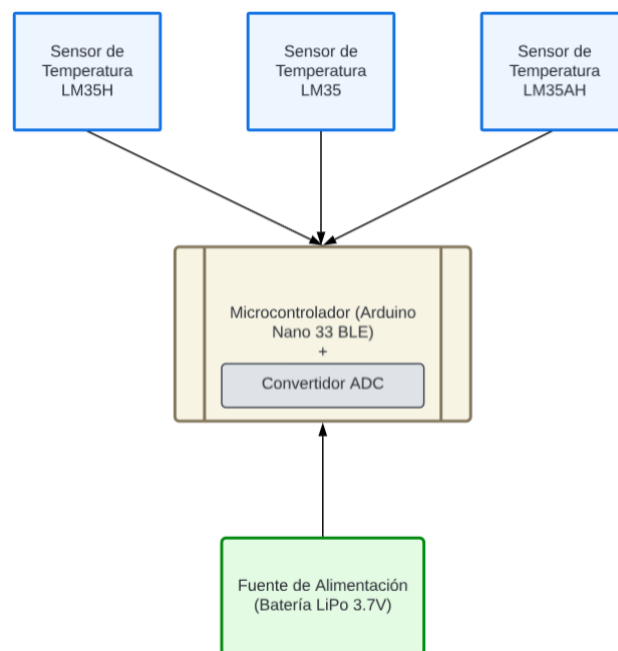 Sensor de
Temperatura
LM35H
Sensor de
Temperatura
LM35
Sensor de
Temperatura
LM35AH
Microcontrolador (Arduino
Nano 33 BLE)
+
Convertidor ADC
Fuente de Alimentación
(Batería LiPo 3.7V)